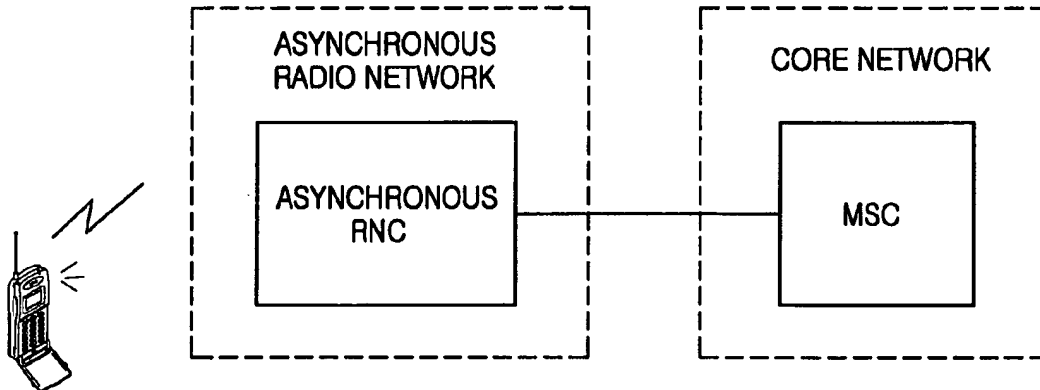 ASYNCHRONOUS
RADIO NETWORK
CORE NETWORK
ASYNCHRONOUS
RNC
MSC